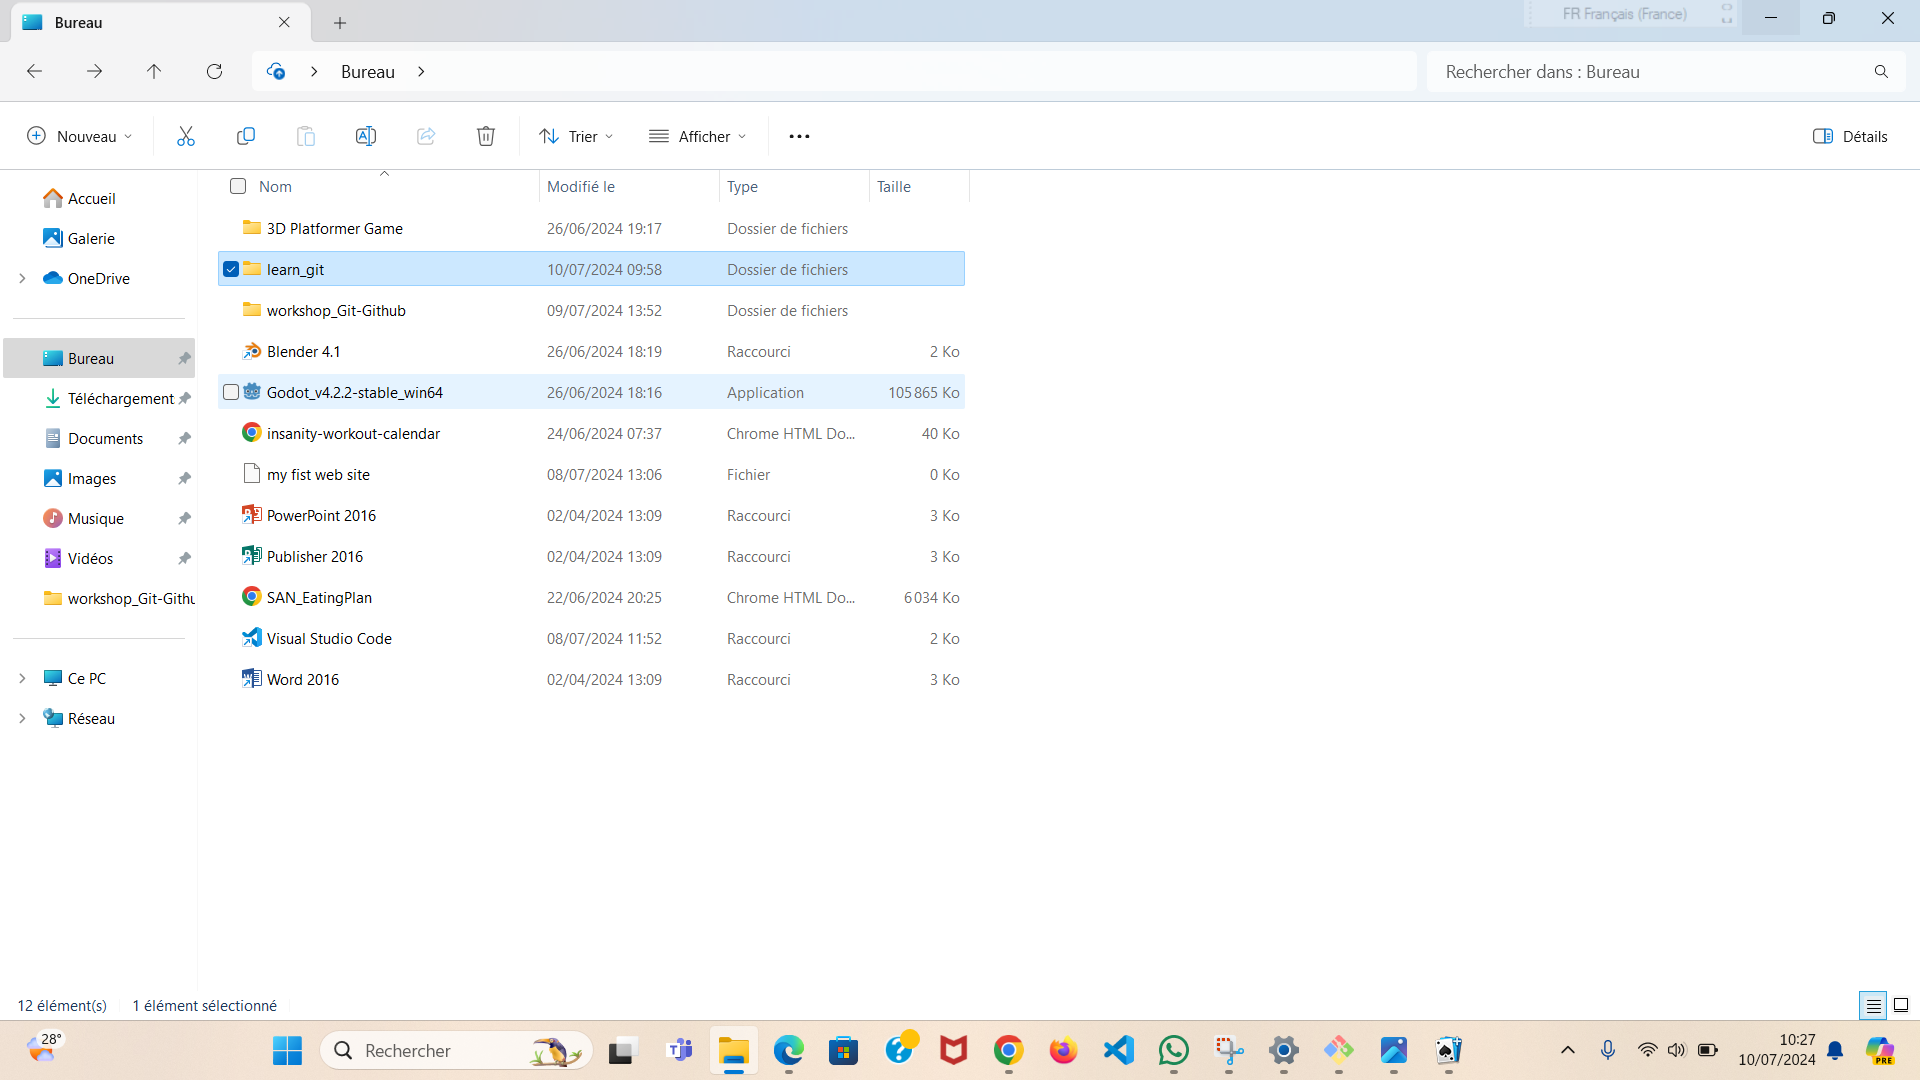 Bureau
FR Français (France)
Bureau
Rechercher dans : Bureau
Nouveau
Trier
Afficher
Détails
Accueil
Galerie
OneDrive
Bureau
Téléchargement
Documents
Images
Musique
Vidéos
workshop_Git-Githu
Ce PC
Réseau
Nom Modifié le Type Taille
3D Platformer Game 26/06/2024 19:17 Dossier de fichiers
learn_git 10/07/2024 09:58 Dossier de fichiers
workshop_Git-Github 09/07/2024 13:52 Dossier de fichiers
Blender 4.1 26/06/2024 18:19 Raccourci 2 Ko
Godot_v4.2.2-stable_win64 26/06/2024 18:16 Application 105 865 Ko
insanity-workout-calendar 24/06/2024 07:37 Chrome HTML Do... 40 Ko
my fist web site 08/07/2024 13:06 Fichier 0 Ko
PowerPoint 2016 02/04/2024 13:09 Raccourci 3 Ko
Publisher 2016 02/04/2024 13:09 Raccourci 3 Ko
SAN_EatingPlan 22/06/2024 20:25 Chrome HTML Do... 6 034 Ko
Visual Studio Code 08/07/2024 11:52 Raccourci 2 Ko
Word 2016 02/04/2024 13:09 Raccourci 3 Ko
12 élément(s) 1 élément sélectionné
28°
Rechercher
10:27
10/07/2024
PRE